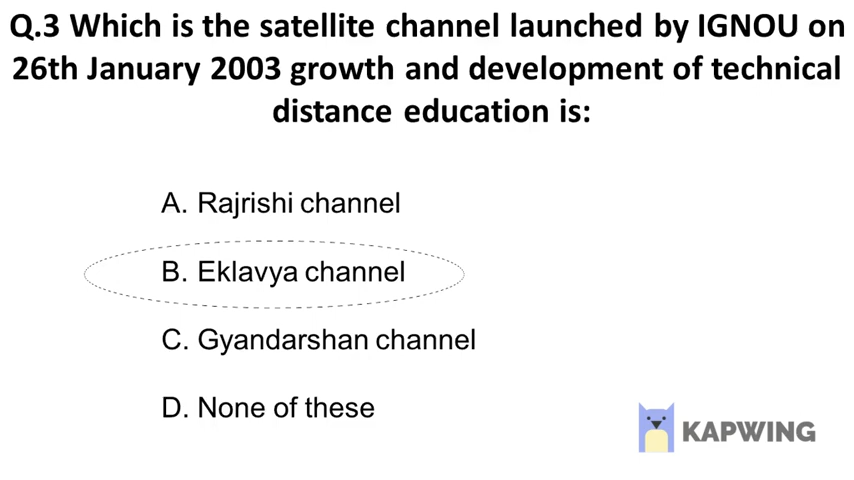 Q.3 Which is the satellite channel launched by IGNOU on
26th January 2003 growth and development of technical
distance education is:
A. Rajrishi channel
B. Eklavya channel
C. Gyandarshan channel
D. None of these
KAPWING